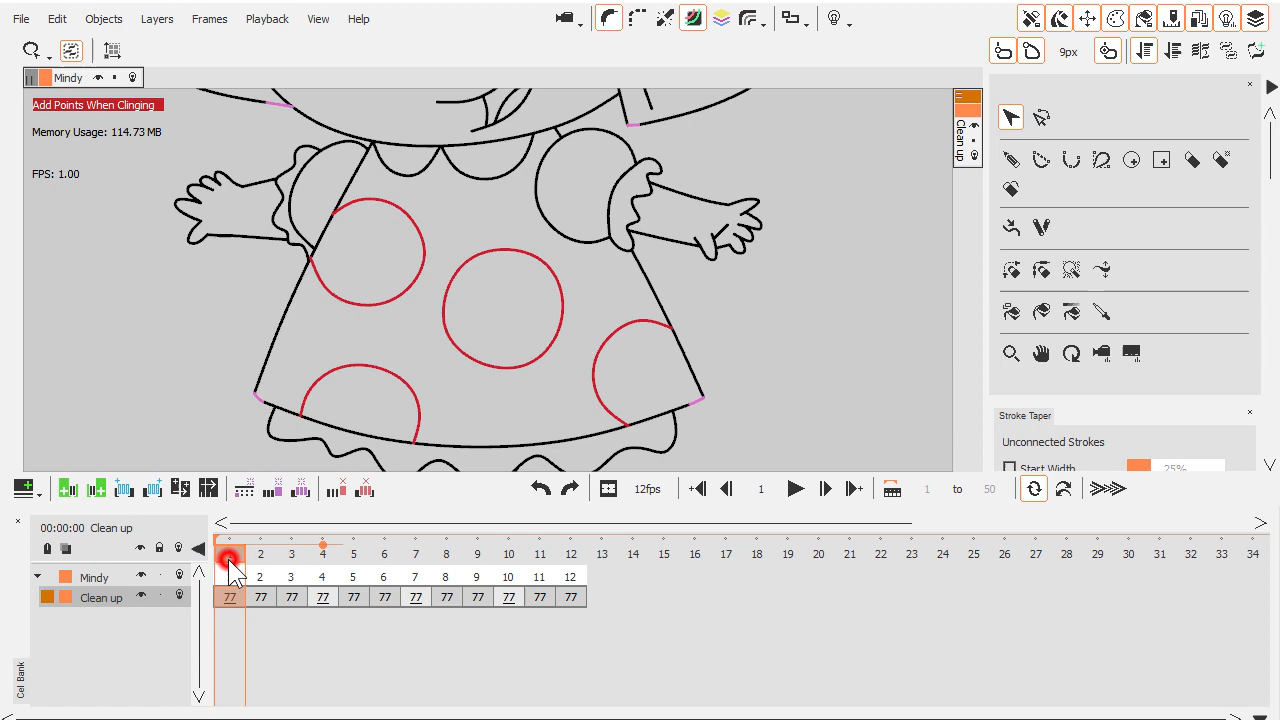 File Edit Objects Layers Frames Playback View Help
9px
Mindy
Add Points When Clinging
Memory Usage: 114.73 MB
FPS: 1.00
Clean up
Stroke Taper
Unconnected Strokes
Start Width 25%
12fps 1 1 to 50
00:00:00 Clean up
2 3 4 5 6 7 8 9 10 11 12 13 14 15 16 17 18 19 20 21 22 23 24 25 26 27 28 29 30 31 32 33 34
Mindy 2 3 4 5 6 7 8 9 10 11 12
Clean up 77 77 77 77 77 77 77 77 77 77 77 77
Cel Bank